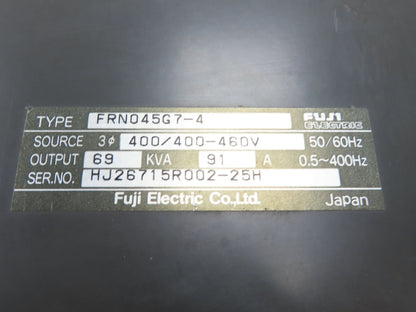 TYPE FRN045G7-4 FUJI ELECTRIC
SOURCE 3φ 400/400-460V 50/60Hz
OUTPUT 69 KVA 91 A 0.5~400Hz
SER.NO. HJ26715R002-25H
Fuji Electric Co.,Ltd. Japan